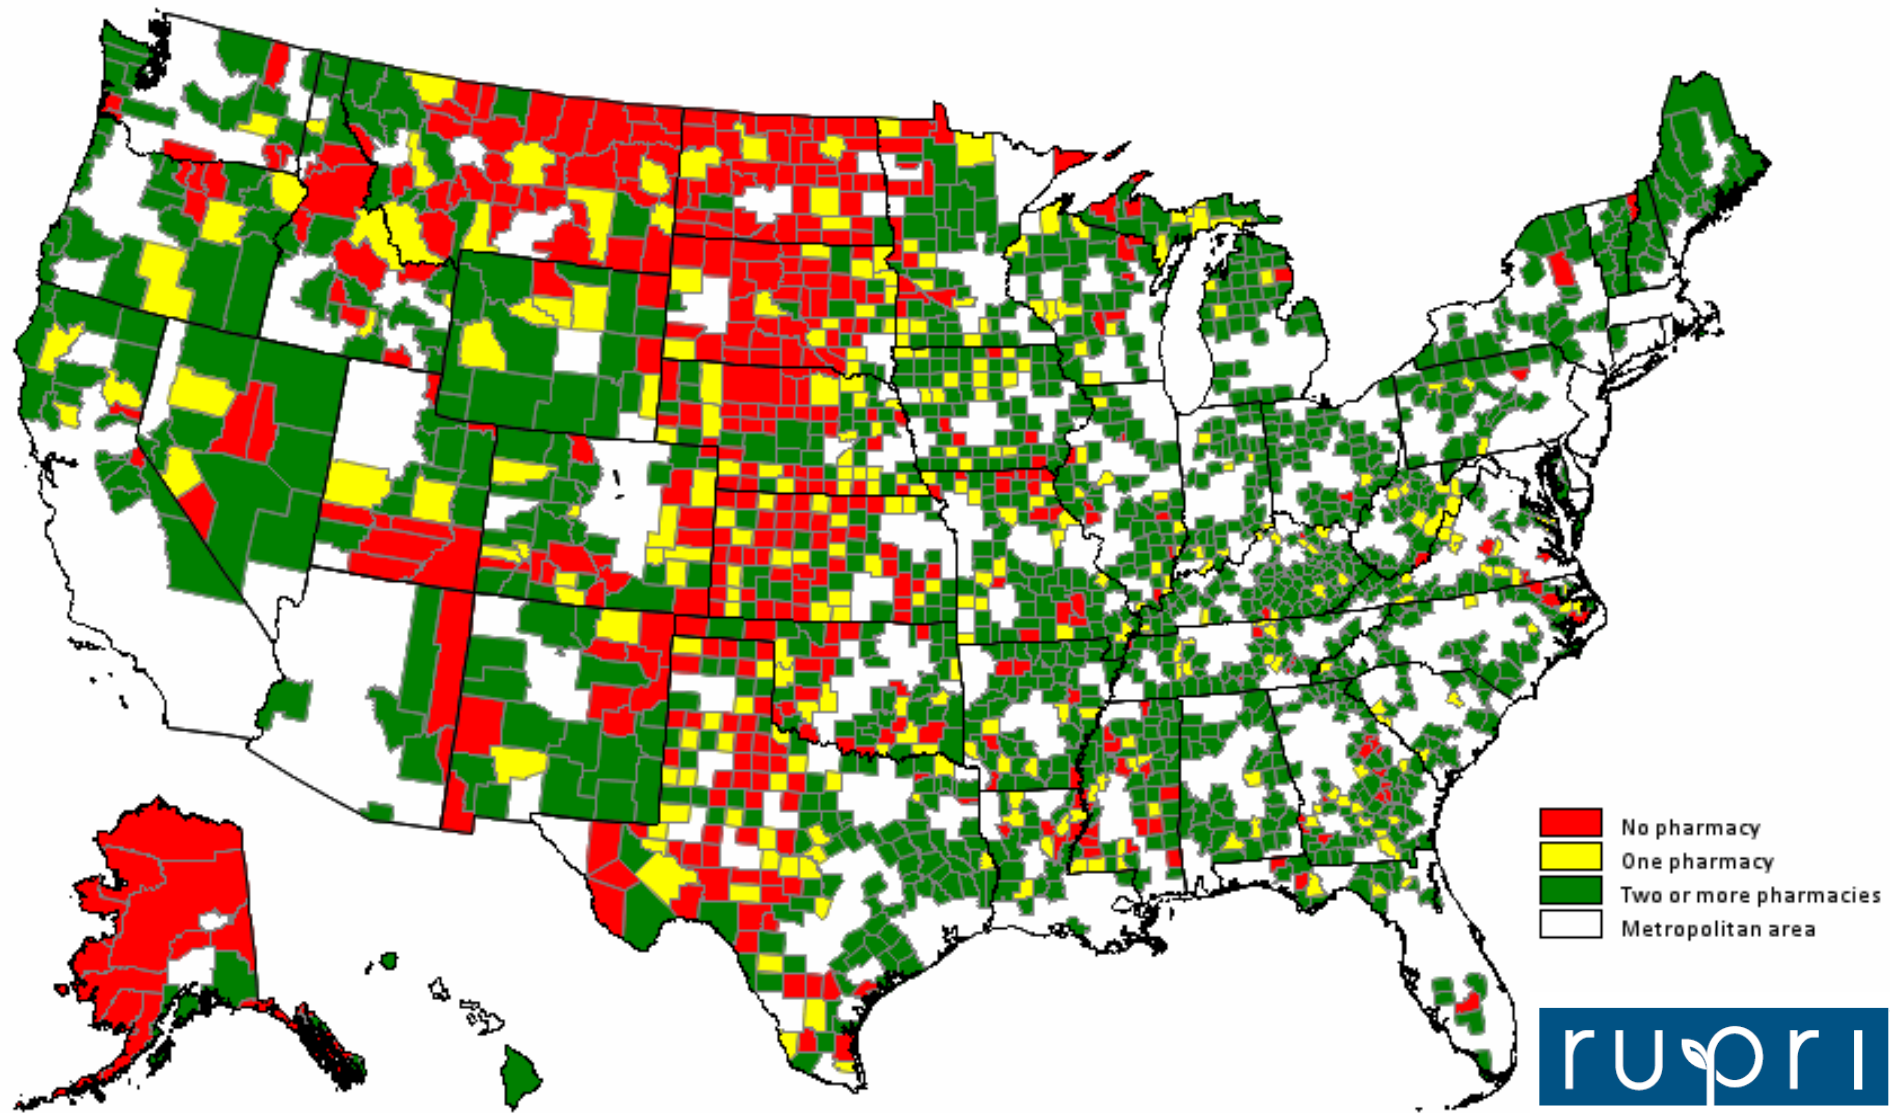 No pharmacy
One pharmacy
Two or more pharmacies
Metropolitan area
rupri